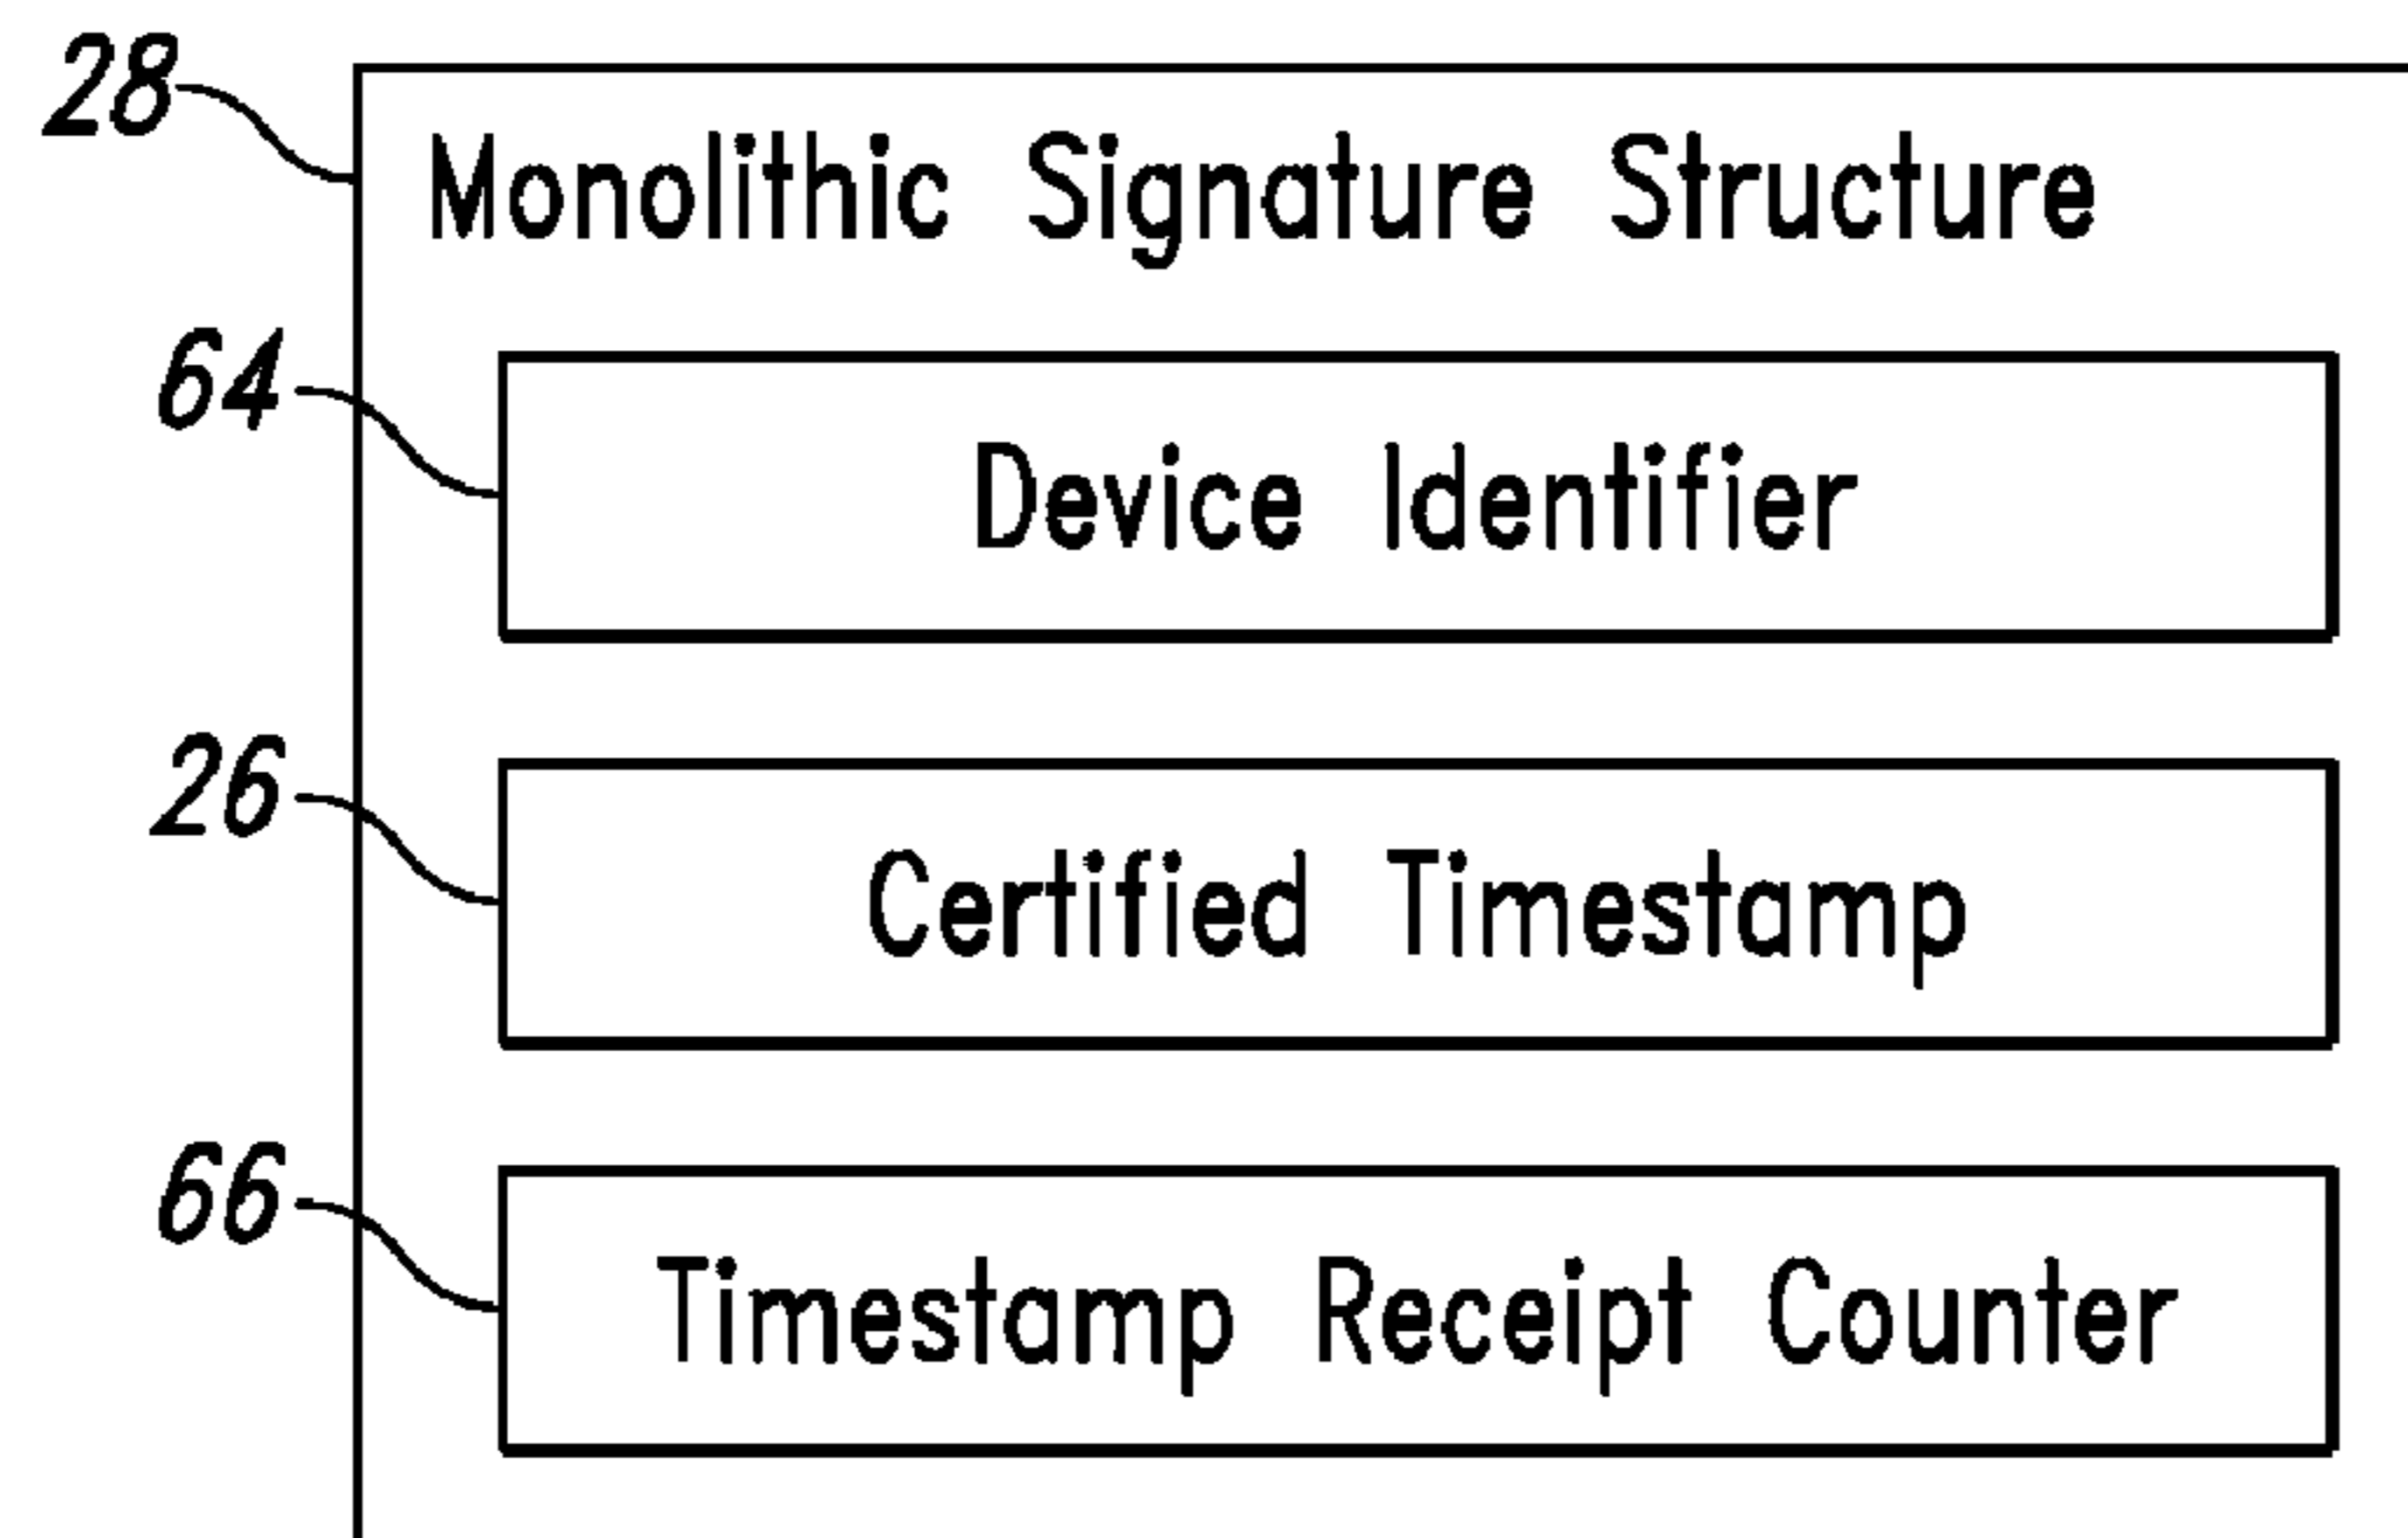 28
Monolithic Signature Structure
64
Device Identifier
26
Certified Timestamp
66
Timestamp Receipt Counter